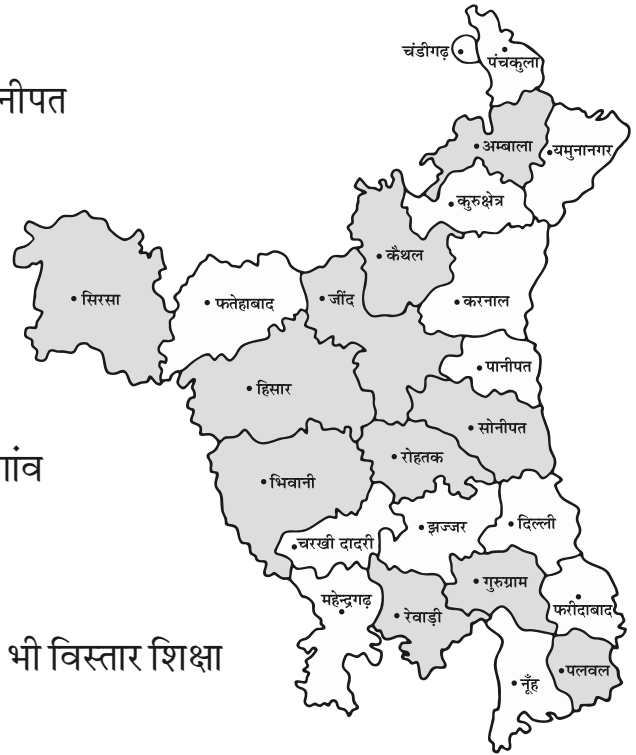 चंडीगढ़
पंचकुला
नीपत
अम्बाला
यमुनानगर
कुरुक्षेत्र
कैथल
सिरसा
फतेहाबाद
जींद
करनाल
पानीपत
हिसार
सोनीपत
रोहतक
गांव
भिवानी
झज्जर
दिल्ली
चरखी दादरी
गुरुग्राम
महेन्द्रगढ़
रेवाड़ी
फरीदाबाद
भी विस्तार शिक्षा
पलवल
नूँह